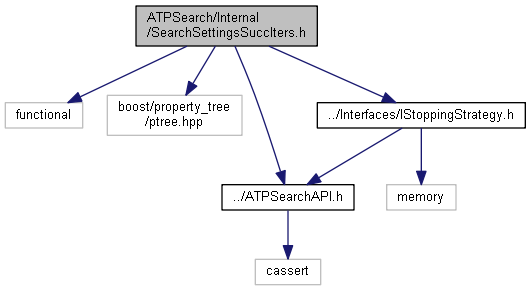 ATPSearch/Internal
/SearchSettingsSuccIters.h
functional
boost/property_tree
/ptree.hpp
../Interfaces/IStoppingStrategy.h
../ATPSearchAPI.h
memory
cassert